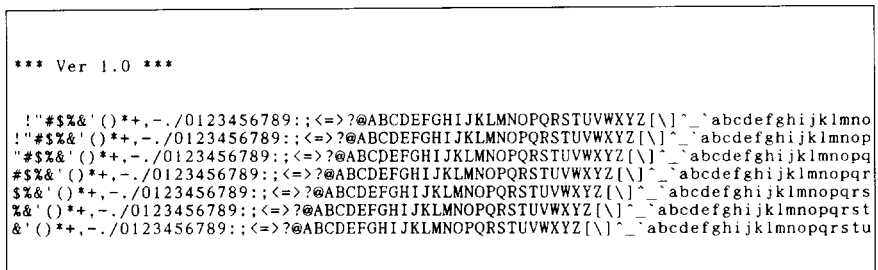 *** Ver 1.0 ***
 !"#$%&'()*+,-./0123456789:;<=>?@ABCDEFGHIJKLMNOPQRSTUVWXYZ[\]^_`abcdefghijklmno
!"#$%&'()*+,-./0123456789:;<=>?@ABCDEFGHIJKLMNOPQRSTUVWXYZ[\]^_`abcdefghijklmnop
"#$%&'()*+,-./0123456789:;<=>?@ABCDEFGHIJKLMNOPQRSTUVWXYZ[\]^_`abcdefghijklmnopq
#$%&'()*+,-./0123456789:;<=>?@ABCDEFGHIJKLMNOPQRSTUVWXYZ[\]^_`abcdefghijklmnopqr
$%&'()*+,-./0123456789:;<=>?@ABCDEFGHIJKLMNOPQRSTUVWXYZ[\]^_`abcdefghijklmnopqrs
%&'()*+,-./0123456789:;<=>?@ABCDEFGHIJKLMNOPQRSTUVWXYZ[\]^_`abcdefghijklmnopqrst
&'()*+,-./0123456789:;<=>?@ABCDEFGHIJKLMNOPQRSTUVWXYZ[\]^_`abcdefghijklmnopqrstu